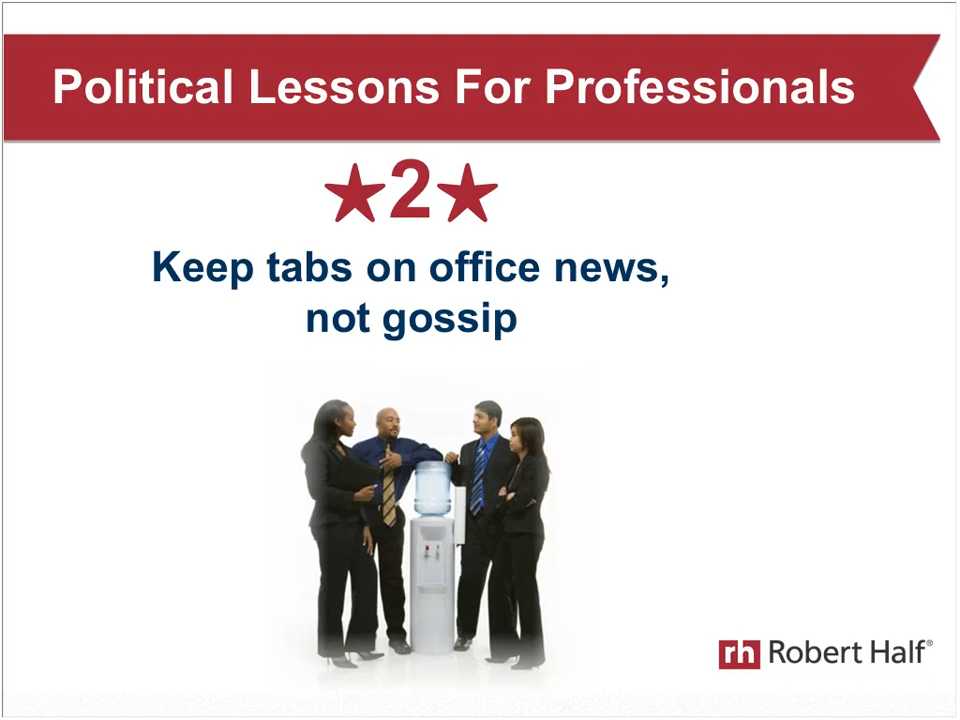 Political Lessons For Professionals
★2★
Keep tabs on office news,
not gossip
rh Robert Half®